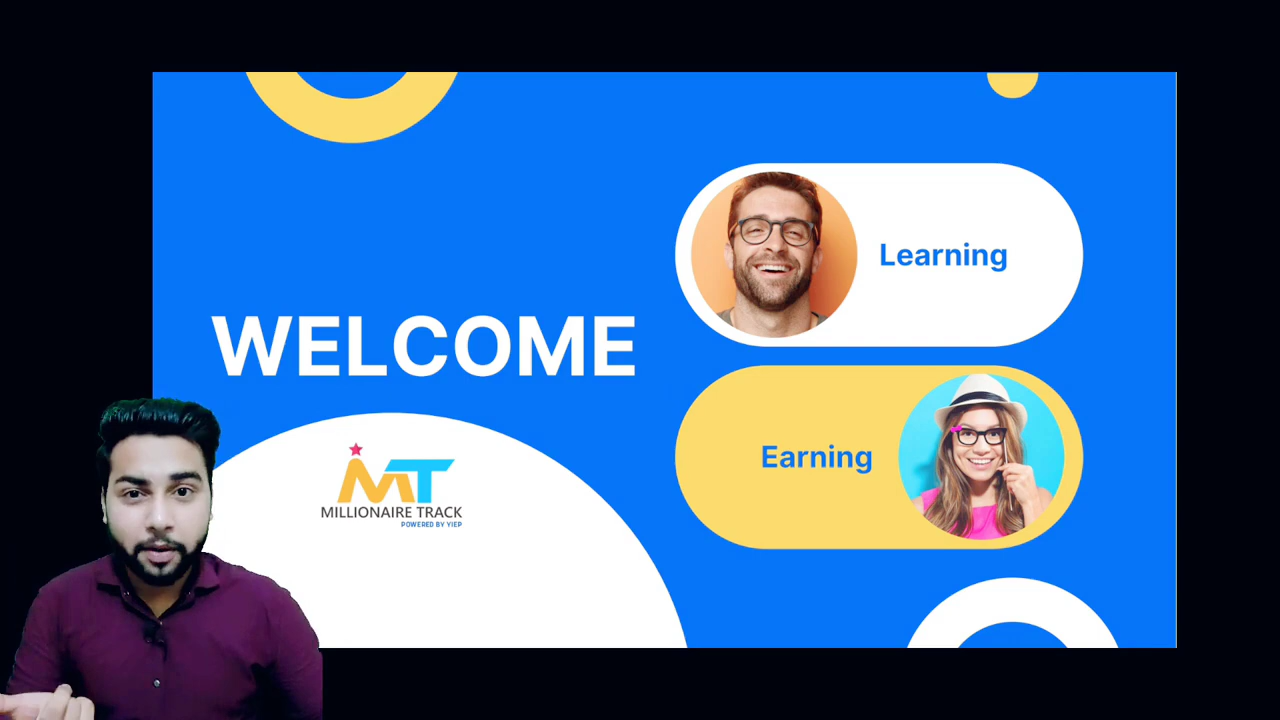 WELCOME
Learning
Earning
MT
MILLIONAIRE TRACK
POWERED BY YIEP